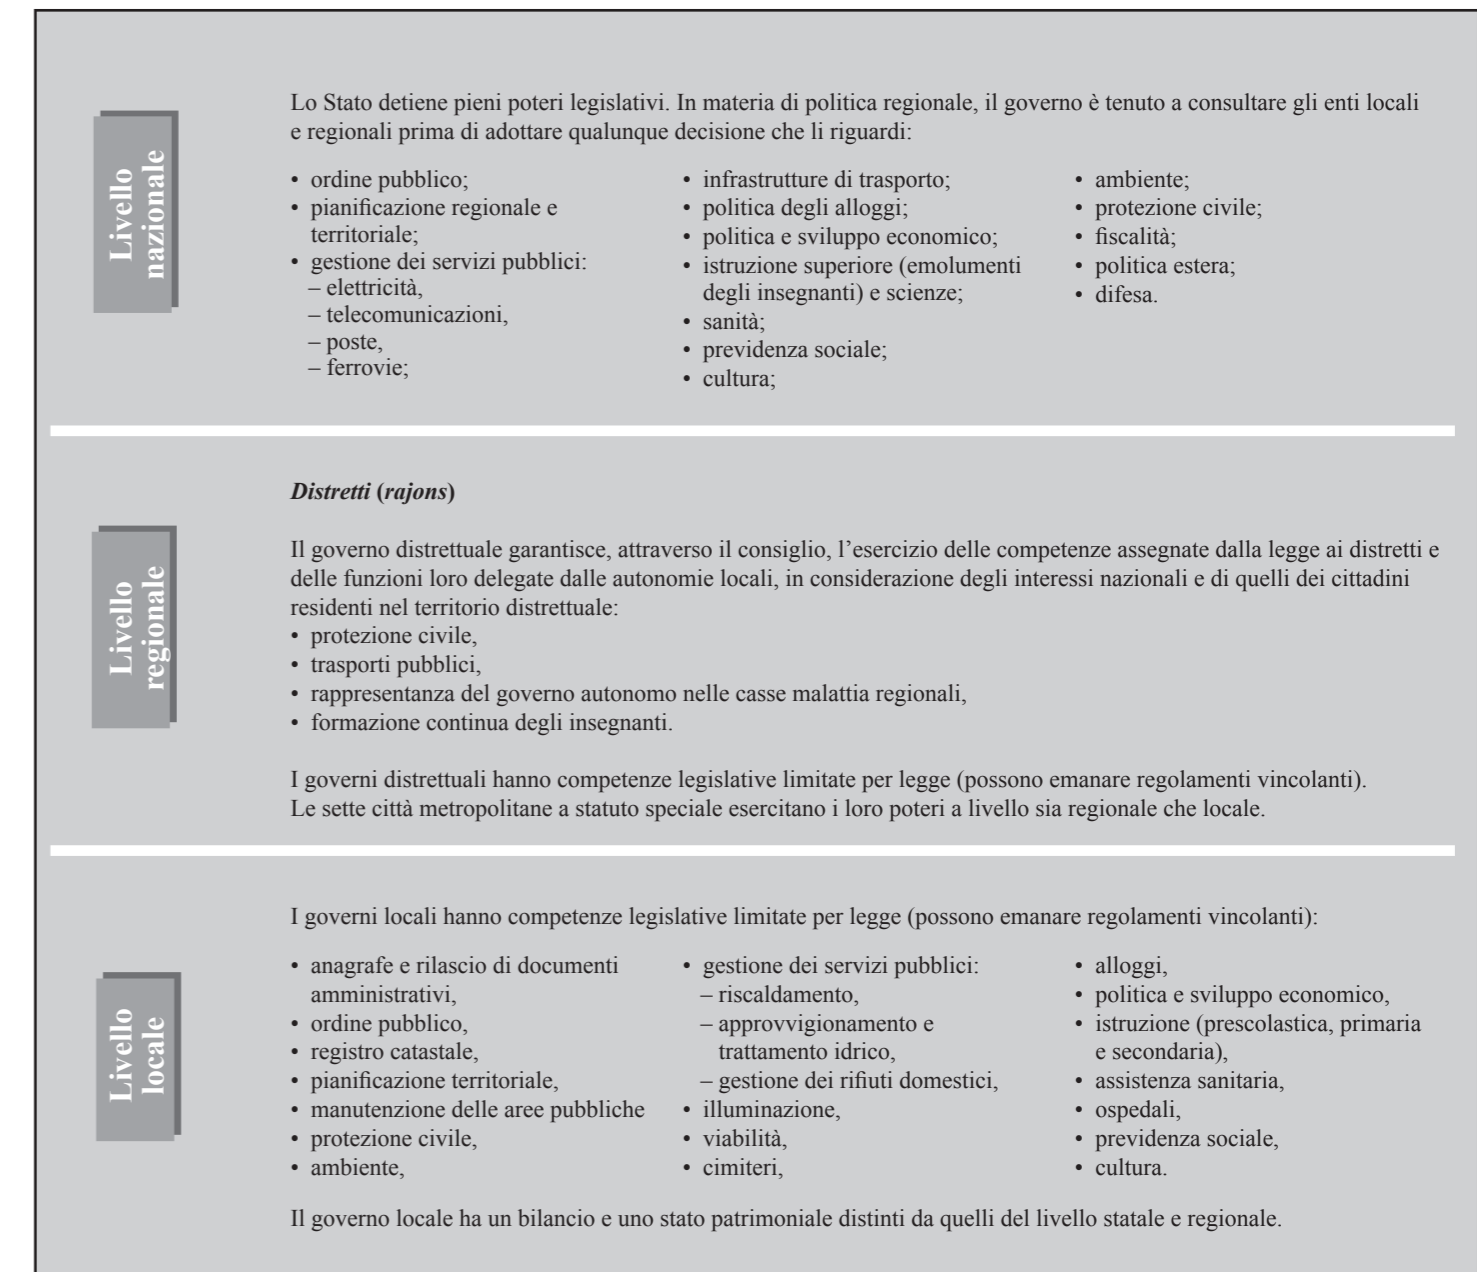 Livello
nazionale
Lo Stato detiene pieni poteri legislativi. In materia di politica regionale, il governo è tenuto a consultare gli enti locali
e regionali prima di adottare qualunque decisione che li riguardi:
• ordine pubblico;
• pianificazione regionale e
territoriale;
• gestione dei servizi pubblici:
– elettricità,
– telecomunicazioni,
– poste,
– ferrovie;
• infrastrutture di trasporto;
• politica degli alloggi;
• politica e sviluppo economico;
• istruzione superiore (emolumenti
degli insegnanti) e scienze;
• sanità;
• previdenza sociale;
• cultura;
• ambiente;
• protezione civile;
• fiscalità;
• politica estera;
• difesa.
Livello
regionale
Distretti (rajons)
Il governo distrettuale garantisce, attraverso il consiglio, l’esercizio delle competenze assegnate dalla legge ai distretti e
delle funzioni loro delegate dalle autonomie locali, in considerazione degli interessi nazionali e di quelli dei cittadini
residenti nel territorio distrettuale:
• protezione civile,
• trasporti pubblici,
• rappresentanza del governo autonomo nelle casse malattia regionali,
• formazione continua degli insegnanti.
I governi distrettuali hanno competenze legislative limitate per legge (possono emanare regolamenti vincolanti).
Le sette città metropolitane a statuto speciale esercitano i loro poteri a livello sia regionale che locale.
Livello
locale
I governi locali hanno competenze legislative limitate per legge (possono emanare regolamenti vincolanti):
• anagrafe e rilascio di documenti
amministrativi,
• ordine pubblico,
• registro catastale,
• pianificazione territoriale,
• manutenzione delle aree pubbliche
• protezione civile,
• ambiente,
• gestione dei servizi pubblici:
– riscaldamento,
– approvvigionamento e
trattamento idrico,
– gestione dei rifiuti domestici,
• illuminazione,
• viabilità,
• cimiteri,
• alloggi,
• politica e sviluppo economico,
• istruzione (prescolastica, primaria
e secondaria),
• assistenza sanitaria,
• ospedali,
• previdenza sociale,
• cultura.
Il governo locale ha un bilancio e uno stato patrimoniale distinti da quelli del livello statale e regionale.